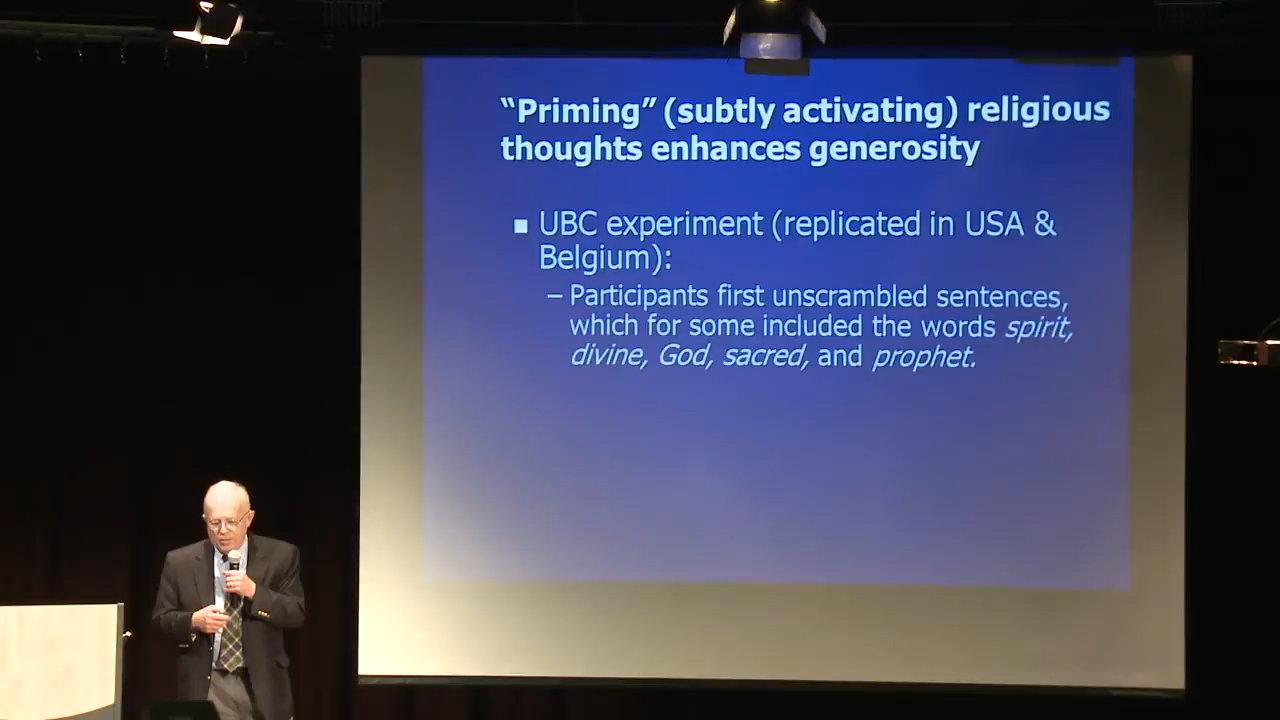 “Priming” (subtly activating) religious
thoughts enhances generosity
■ UBC experiment (replicated in USA &
Belgium):
– Participants first unscrambled sentences,
which for some included the words spirit,
divine, God, sacred, and prophet.